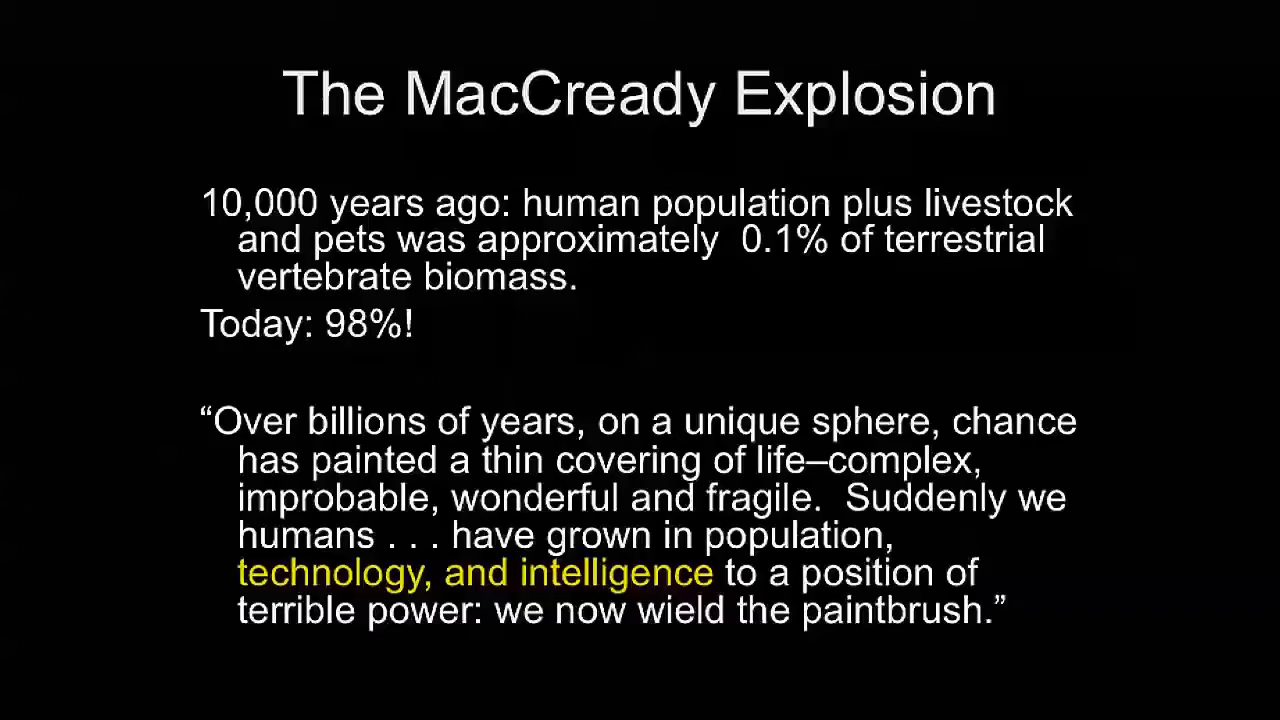 The MacCready Explosion
10,000 years ago: human population plus livestock
and pets was approximately  0.1% of terrestrial
vertebrate biomass.
Today: 98%!
“Over billions of years, on a unique sphere, chance
has painted a thin covering of life–complex,
improbable, wonderful and fragile.  Suddenly we
humans . . . have grown in population,
technology, and intelligence to a position of
terrible power: we now wield the paintbrush.”